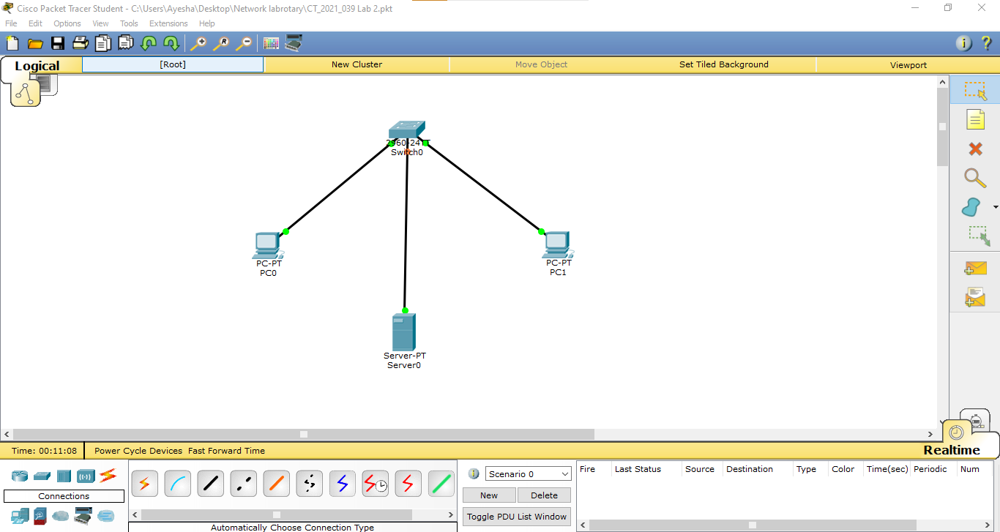 Cisco Packet Tracer Student - C:\Users\Ayesha\Desktop\Network labrotary\CT_2021_039 Lab 2.pkt
File Edit Options View Tools Extensions Help
Logical [Root] New Cluster Move Object Set Tiled Background Viewport
2960-24TT
Switch0
PC-PT
PC0
PC-PT
PC1
Server-PT
Server0
Time: 00:11:08 Power Cycle Devices Fast Forward Time
Realtime
Connections
Automatically Choose Connection Type
Scenario 0
New Delete
Toggle PDU List Window
Fire Last Status Source Destination Type Color Time(sec) Periodic Num